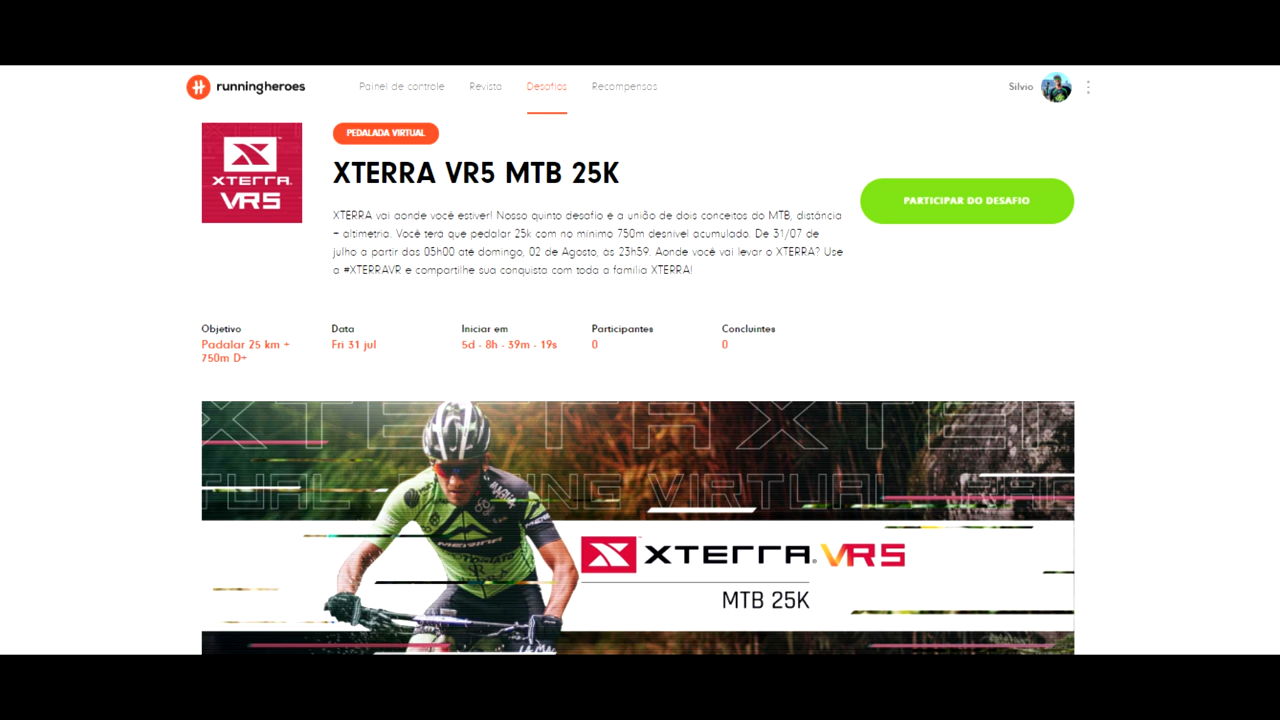 runningheroes
Painel de controle
Revista
Desafios
Recompensas
Silvio
XTERRA
VR5
PEDALADA VIRTUAL
XTERRA VR5 MTB 25K
PARTICIPAR DO DESAFIO
XTERRA vai aonde você estiver! Nosso quinto desafio e a união de dois conceitos do MTB, distância
– altimetria. Você terá que pedalar 25k com no mínimo 750m desnível acumulado. De 31/07 de
julho a partir das 05h00 até domingo, 02 de Agosto, às 23h59. Aonde você vai levar o XTERRA? Use
a #XTERRAVR e compartilhe sua conquista com toda a família XTERRA!
Objetivo
Padalar 25 km +
750m D+
Data
Fri 31 jul
Iniciar em
5d - 8h - 39m - 19s
Participantes
0
Concluintes
0
XTERRA XTE
TUAL VIRTUAL
MERIDA
XTERRA® VR5
MTB 25K